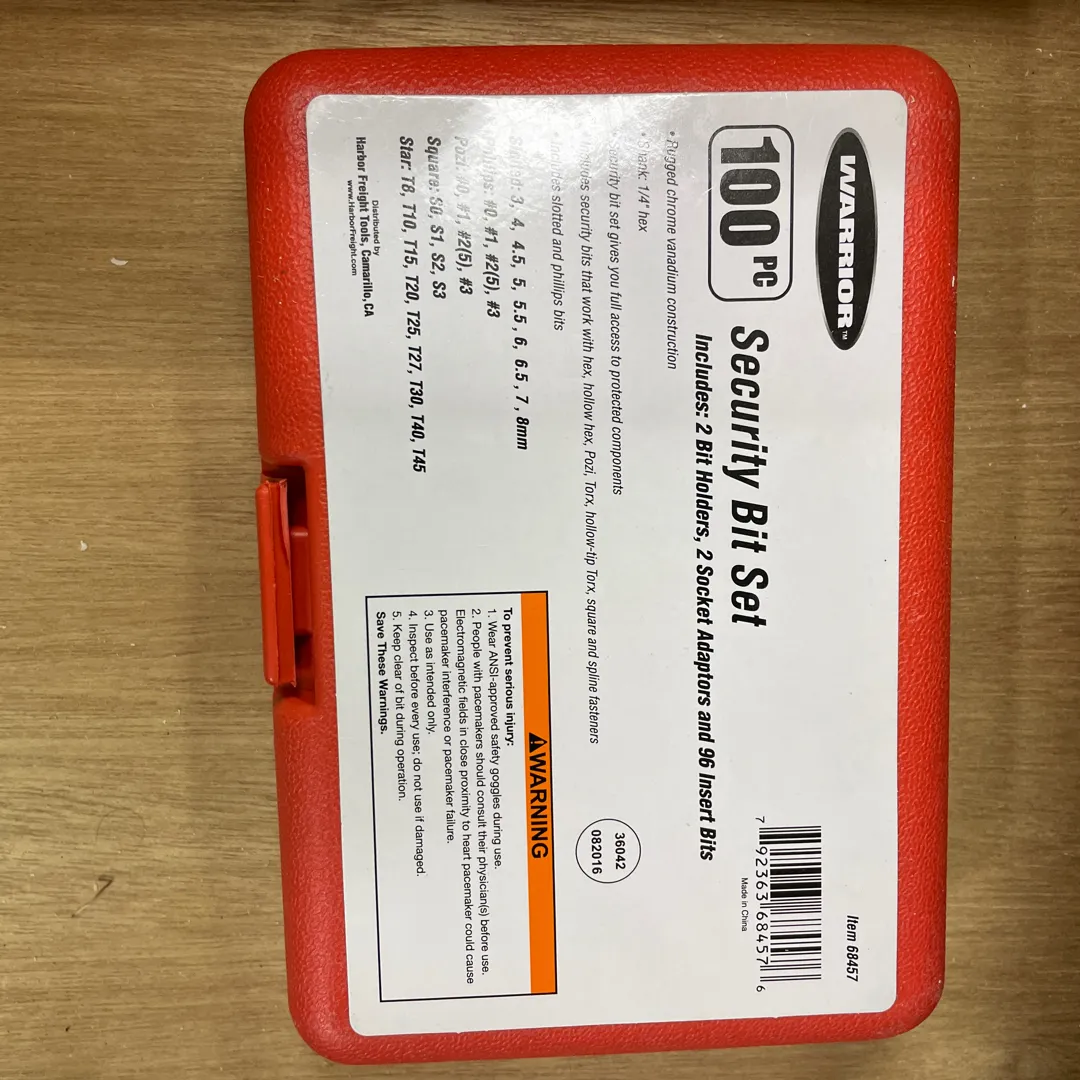 WARRIOR™
Item 68457
100 PC
Security Bit Set
Includes: 2 Bit Holders, 2 Socket Adaptors and 96 Insert Bits
7 92363 68457 6
Made in China
• Rugged chrome vanadium construction
• Shank: 1/4" hex
Security bit set gives you full access to protected components
security bits that work with hex, hollow hex, Pozi, Torx, hollow-tip Torx, square and spline fasteners
• Includes slotted and phillips bits
36042
082016
Slotted: 3, 4, 4.5, 5, 5.5, 6, 6.5, 7, 8mm
Phillips: #0, #1, #2(5), #3
Pozi: #0, #1, #2(5), #3
Square: S0, S1, S2, S3
Star: T8, T10, T15, T20, T25, T27, T30, T40, T45
Distributed by
Harbor Freight Tools, Camarillo, CA
www.HarborFreight.com
⚠WARNING
To prevent serious injury:
1. Wear ANSI-approved safety goggles during use.
2. People with pacemakers should consult their physician(s) before use.
Electromagnetic fields in close proximity to heart pacemaker could cause
pacemaker interference or pacemaker failure.
3. Use as intended only.
4. Inspect before every use; do not use if damaged.
5. Keep clear of bit during operation.
Save These Warnings.